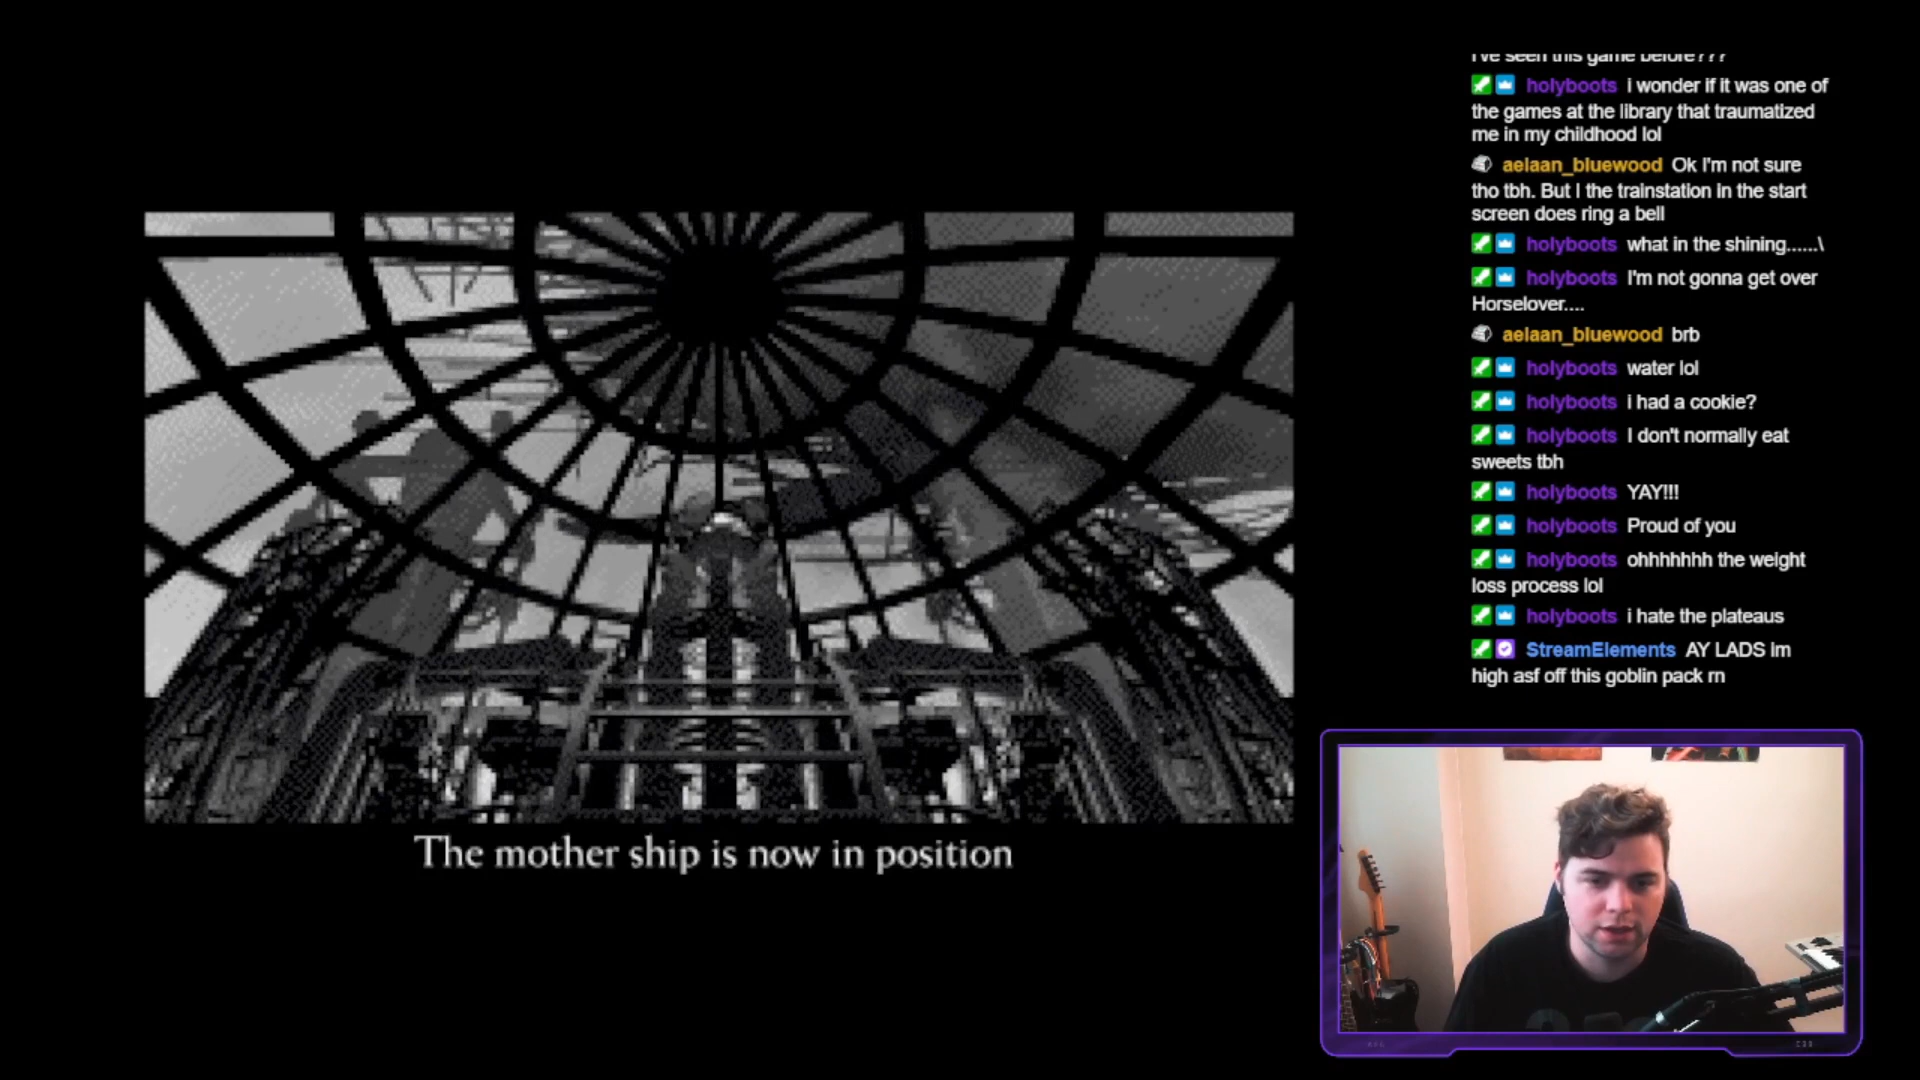 I've seen this game before???
holyboots i wonder if it was one of
the games at the library that traumatized
me in my childhood lol
aelaan_bluewood Ok I'm not sure
tho tbh. But I the trainstation in the start
screen does ring a bell
holyboots what in the shining......\
holyboots I'm not gonna get over
Horselover....
aelaan_bluewood brb
holyboots water lol
holyboots i had a cookie?
holyboots I don't normally eat
sweets tbh
holyboots YAY!!!
holyboots Proud of you
holyboots ohhhhhhh the weight
loss process lol
holyboots i hate the plateaus
StreamElements AY LADS im
high asf off this goblin pack rn
The mother ship is now in position